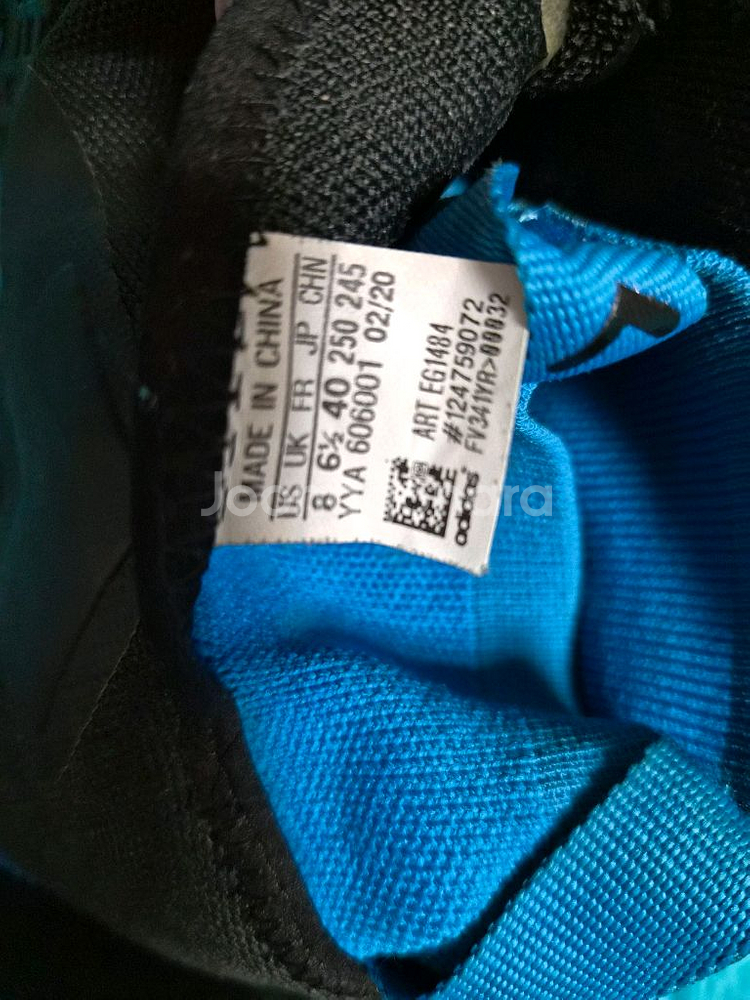 MADE IN CHINA
US UK FR JP CHN
8 6½ 40 250 245
YYA 606001 02/20
ART EG1484
#124759072
FV341YR>00032
adidas